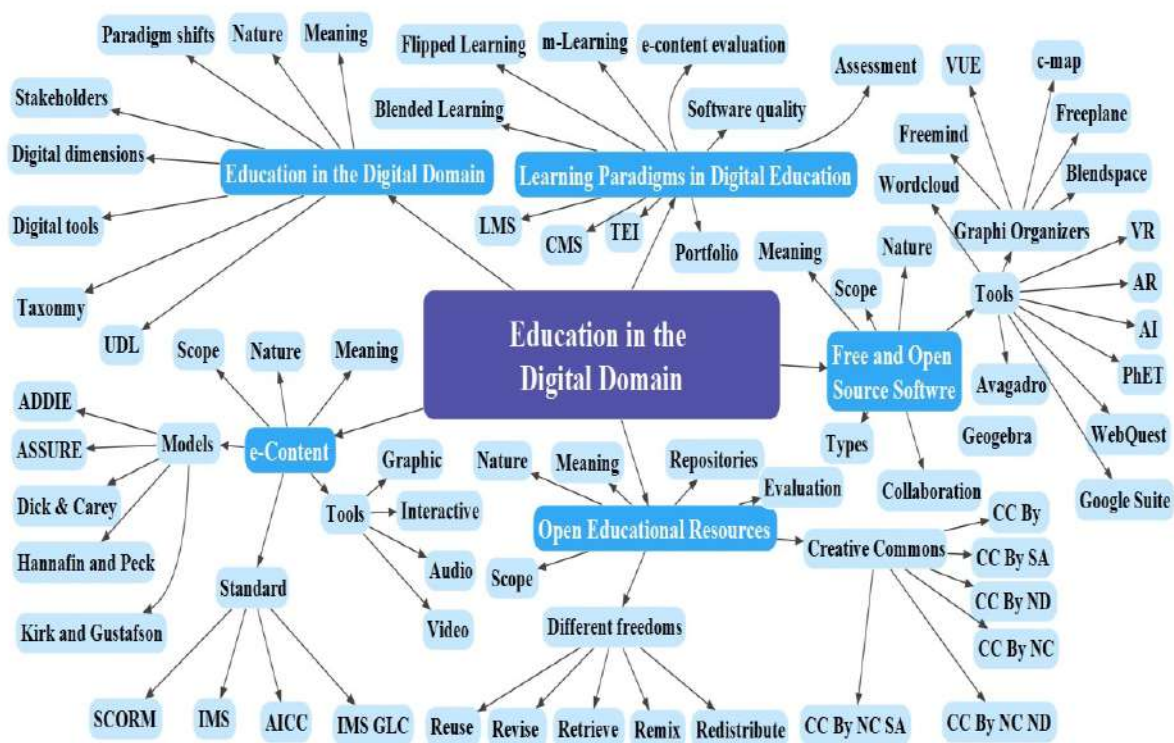 Paradigm shifts
Nature
Meaning
Stakeholders
Digital dimensions
Digital tools
Taxonmy
UDL
Education in the Digital Domain
Flipped Learning
m-Learning
e-content evaluation
Assessment
Blended Learning
Software quality
Learning Paradigms in Digital Education
LMS
CMS
TEI
Portfolio
VUE
c-map
Freeplane
Freemind
Blendspace
Wordcloud
Graphi Organizers
Meaning
Nature
Scope
Tools
VR
AR
AI
PhET
WebQuest
Google Suite
Avagadro
Geogebra
Free and Open
Source Softwre
Types
Collaboration
Education in the
Digital Domain
Scope
Nature
Meaning
ADDIE
ASSURE
Dick & Carey
Hannafin and Peck
Kirk and Gustafson
Models
e-Content
Tools
Graphic
Interactive
Audio
Video
Standard
SCORM
IMS
AICC
IMS GLC
Nature
Meaning
Repositories
Evaluation
Open Educational Resources
Scope
Different freedoms
Reuse
Revise
Retrieve
Remix
Redistribute
Creative Commons
CC By
CC By SA
CC By ND
CC By NC
CC By NC SA
CC By NC ND